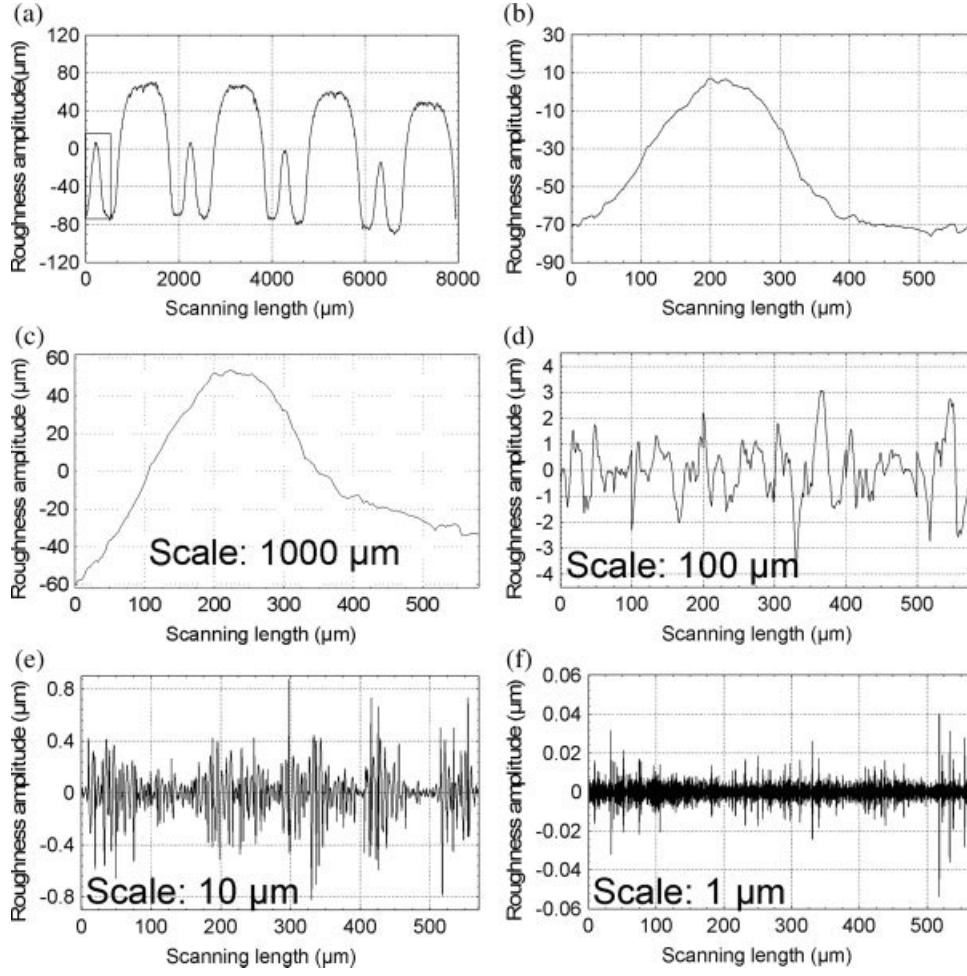 (a)
Roughness amplitude(µm)
120
80
40
0
-40
-80
-120
0 2000 4000 6000 8000
Scanning length (µm)
(b)
Roughness amplitude (µm)
30
10
-10
-30
-50
-70
-90
0 100 200 300 400 500
Scanning length (µm)
(c)
Roughness amplitude (µm)
60
40
20
0
-20
-40
-60
Scale: 1000 µm
0 100 200 300 400 500
Scanning length (µm)
(d)
Roughness amplitude (µm)
4
3
2
1
0
-1
-2
-3
-4
Scale: 100 µm
0 100 200 300 400 500
Scanning length (µm)
(e)
Roughness amplitude (µm)
0.8
0.4
0
-0.4
-0.8
Scale: 10 µm
0 100 200 300 400 500
Scanning length (µm)
(f)
Roughness amplitude (µm)
0.06
0.04
0.02
0
-0.02
-0.04
-0.06
Scale: 1 µm
0 100 200 300 400 500
Scanning length (µm)